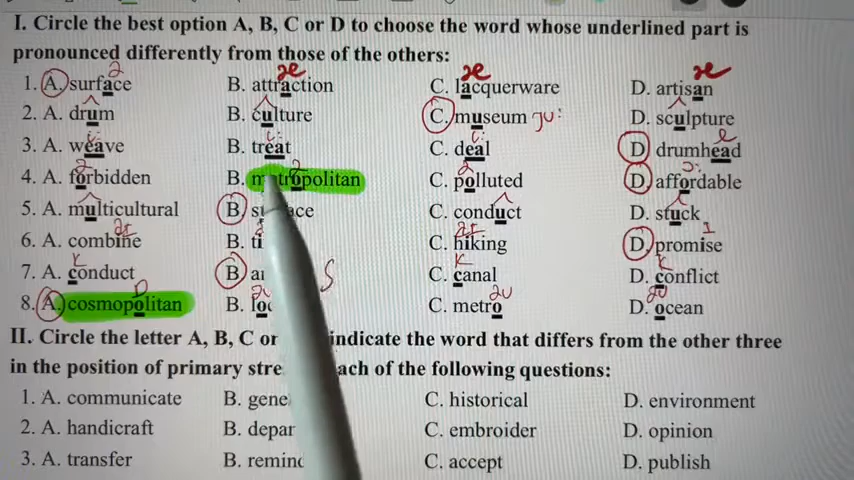 I. Circle the best option A, B, C or D to choose the word whose underlined part is
pronounced differently from those of the others:
1. A. surface B. attraction C. lacquerware D. artisan
2. A. drum B. culture C. museum D. sculpture
3. A. weave B. treat C. deal D. drumhead
4. A. forbidden B. metropolitan C. polluted D. affordable
5. A. multicultural B. C. conduct D. stuck
6. A. combine B. C. hiking D. promise
7. A. conduct B. C. canal D. conflict
8. A. cosmopolitan B. C. metro D. ocean
II. Circle the letter A, B, C or indicate the word that differs from the other three
in the position of primary each of the following questions:
1. A. communicate B. C. historical D. environment
2. A. handicraft B. C. embroider D. opinion
3. A. transfer B. C. accept D. publish